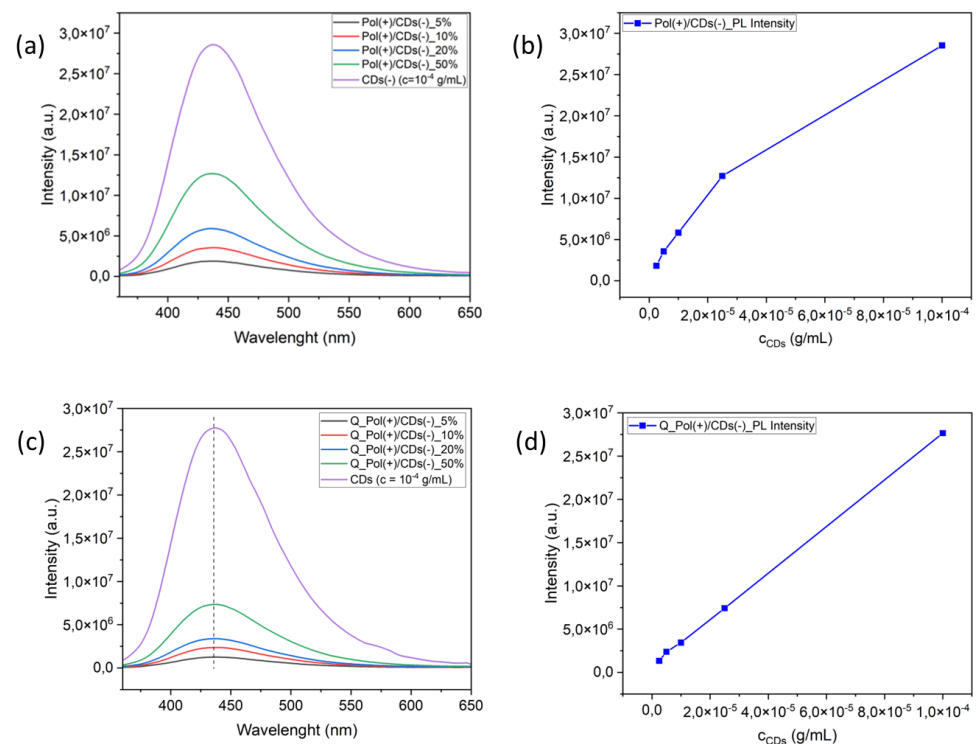 (a)
Pol(+)/CDs(-)_5%
Pol(+)/CDs(-)_10%
Pol(+)/CDs(-)_20%
Pol(+)/CDs(-)_50%
CDs(-) (c=10⁻⁴ g/mL)
3,0×10⁷
2,5×10⁷
2,0×10⁷
1,5×10⁷
1,0×10⁷
5,0×10⁶
0,0
Intensity (a.u.)
400 450 500 550 600 650
Wavelenght (nm)
(b)
Pol(+)/CDs(-)_PL Intensity
3,0×10⁷
2,5×10⁷
2,0×10⁷
1,5×10⁷
1,0×10⁷
5,0×10⁶
0,0
Intensity (a.u.)
0,0 2,0×10⁻⁵ 4,0×10⁻⁵ 6,0×10⁻⁵ 8,0×10⁻⁵ 1,0×10⁻⁴
c_CDs (g/mL)
(c)
Q_Pol(+)/CDs(-)_5%
Q_Pol(+)/CDs(-)_10%
Q_Pol(+)/CDs(-)_20%
Q_Pol(+)/CDs(-)_50%
CDs (c = 10⁻⁴ g/mL)
3,0×10⁷
2,5×10⁷
2,0×10⁷
1,5×10⁷
1,0×10⁷
5,0×10⁶
0,0
Intensity (a.u.)
400 450 500 550 600 650
Wavelenght (nm)
(d)
Q_Pol(+)/CDs(-)_PL Intensity
3,0×10⁷
2,5×10⁷
2,0×10⁷
1,5×10⁷
1,0×10⁷
5,0×10⁶
0,0
Intensity (a.u.)
0,0 2,0×10⁻⁵ 4,0×10⁻⁵ 6,0×10⁻⁵ 8,0×10⁻⁵ 1,0×10⁻⁴
c_CDs (g/mL)